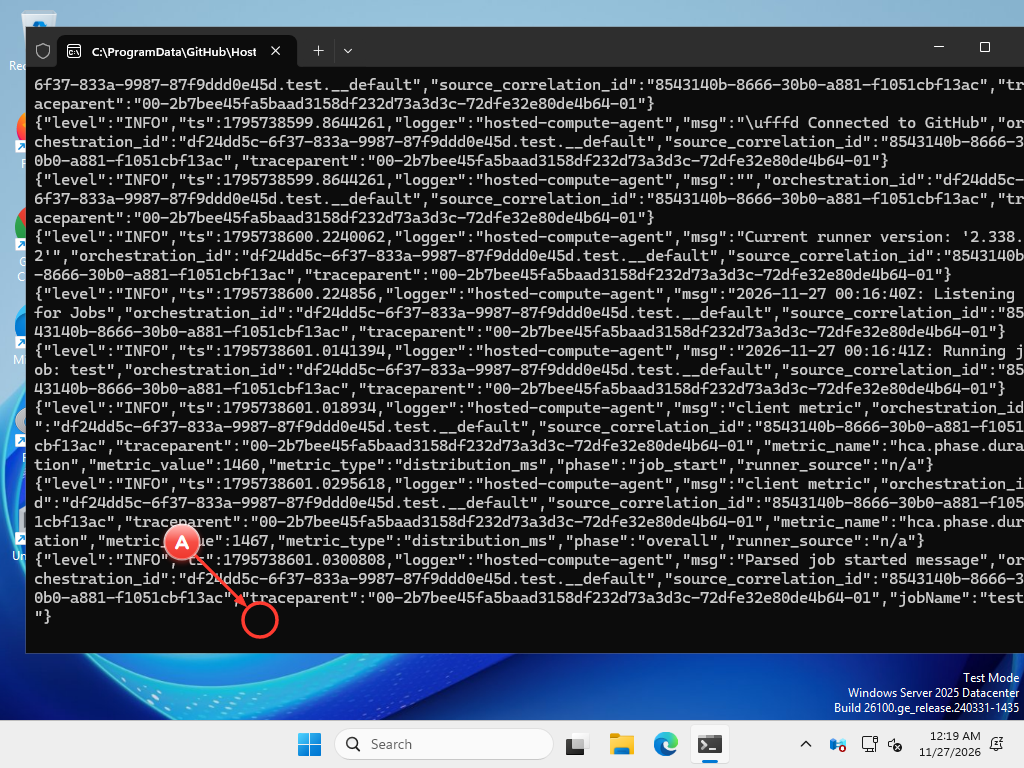 C:\ProgramData\GitHub\Host
6f37-833a-9987-87f9ddd0e45d.test.__default","source_correlation_id":"8543140b-8666-30b0-a881-f1051cbf13ac","tr
aceparent":"00-2b7bee45fa5baad3158df232d73a3d3c-72dfe32e80de4b64-01"}
{"level":"INFO","ts":1795738599.8644261,"logger":"hosted-compute-agent","msg":"\ufffd Connected to GitHub","or
chestration_id":"df24dd5c-6f37-833a-9987-87f9ddd0e45d.test.__default","source_correlation_id":"8543140b-8666-3
0b0-a881-f1051cbf13ac","traceparent":"00-2b7bee45fa5baad3158df232d73a3d3c-72dfe32e80de4b64-01"}
{"level":"INFO","ts":1795738599.8644261,"logger":"hosted-compute-agent","msg":"","orchestration_id":"df24dd5c-
6f37-833a-9987-87f9ddd0e45d.test.__default","source_correlation_id":"8543140b-8666-30b0-a881-f1051cbf13ac","tr
aceparent":"00-2b7bee45fa5baad3158df232d73a3d3c-72dfe32e80de4b64-01"}
{"level":"INFO","ts":1795738600.2240062,"logger":"hosted-compute-agent","msg":"Current runner version: '2.338.
2'","orchestration_id":"df24dd5c-6f37-833a-9987-87f9ddd0e45d.test.__default","source_correlation_id":"8543140b
-8666-30b0-a881-f1051cbf13ac","traceparent":"00-2b7bee45fa5baad3158df232d73a3d3c-72dfe32e80de4b64-01"}
{"level":"INFO","ts":1795738600.224856,"logger":"hosted-compute-agent","msg":"2026-11-27 00:16:40Z: Listening
for Jobs","orchestration_id":"df24dd5c-6f37-833a-9987-87f9ddd0e45d.test.__default","source_correlation_id":"85
43140b-8666-30b0-a881-f1051cbf13ac","traceparent":"00-2b7bee45fa5baad3158df232d73a3d3c-72dfe32e80de4b64-01"}
{"level":"INFO","ts":1795738601.0141394,"logger":"hosted-compute-agent","msg":"2026-11-27 00:16:41Z: Running j
ob: test","orchestration_id":"df24dd5c-6f37-833a-9987-87f9ddd0e45d.test.__default","source_correlation_id":"85
43140b-8666-30b0-a881-f1051cbf13ac","traceparent":"00-2b7bee45fa5baad3158df232d73a3d3c-72dfe32e80de4b64-01"}
{"level":"INFO","ts":1795738601.018934,"logger":"hosted-compute-agent","msg":"client metric","orchestration_id
":"df24dd5c-6f37-833a-9987-87f9ddd0e45d.test.__default","source_correlation_id":"8543140b-8666-30b0-a881-f1051
cbf13ac","traceparent":"00-2b7bee45fa5baad3158df232d73a3d3c-72dfe32e80de4b64-01","metric_name":"hca.phase.dura
tion","metric_value":1460,"metric_type":"distribution_ms","phase":"job_start","runner_source":"n/a"}
{"level":"INFO","ts":1795738601.0295618,"logger":"hosted-compute-agent","msg":"client metric","orchestration_i
d":"df24dd5c-6f37-833a-9987-87f9ddd0e45d.test.__default","source_correlation_id":"8543140b-8666-30b0-a881-f105
1cbf13ac","traceparent":"00-2b7bee45fa5baad3158df232d73a3d3c-72dfe32e80de4b64-01","metric_name":"hca.phase.dur
ation","metric_value":1467,"metric_type":"distribution_ms","phase":"overall","runner_source":"n/a"}
{"level":"INFO","ts":1795738601.0300808,"logger":"hosted-compute-agent","msg":"Parsed job started message","or
chestration_id":"df24dd5c-6f37-833a-9987-87f9ddd0e45d.test.__default","source_correlation_id":"8543140b-8666-3
0b0-a881-f1051cbf13ac","traceparent":"00-2b7bee45fa5baad3158df232d73a3d3c-72dfe32e80de4b64-01","jobName":"test
"}
A
Test Mode
Windows Server 2025 Datacenter
Build 26100.ge_release.240331-1435
Search
12:19 AM
11/27/2026